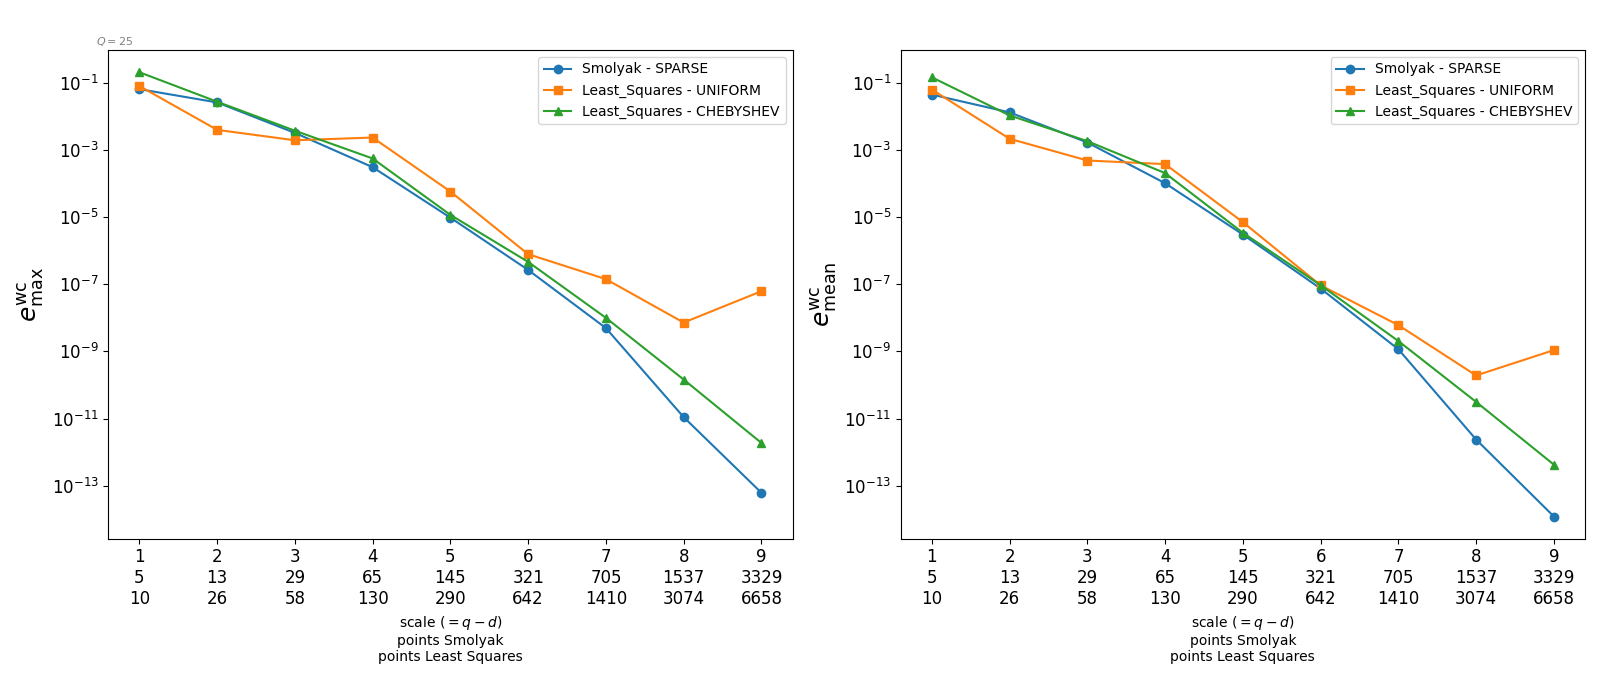 Q = 25
Smolyak - SPARSE
Least_Squares - UNIFORM
Least_Squares - CHEBYSHEV
10⁻¹
10⁻³
10⁻⁵
10⁻⁷
10⁻⁹
10⁻¹¹
10⁻¹³
e^wc_max
1 2 3 4 5 6 7 8 9
5 13 29 65 145 321 705 1537 3329
10 26 58 130 290 642 1410 3074 6658
scale (= q − d)
points Smolyak
points Least Squares
Smolyak - SPARSE
Least_Squares - UNIFORM
Least_Squares - CHEBYSHEV
10⁻¹
10⁻³
10⁻⁵
10⁻⁷
10⁻⁹
10⁻¹¹
10⁻¹³
e^wc_mean
1 2 3 4 5 6 7 8 9
5 13 29 65 145 321 705 1537 3329
10 26 58 130 290 642 1410 3074 6658
scale (= q − d)
points Smolyak
points Least Squares